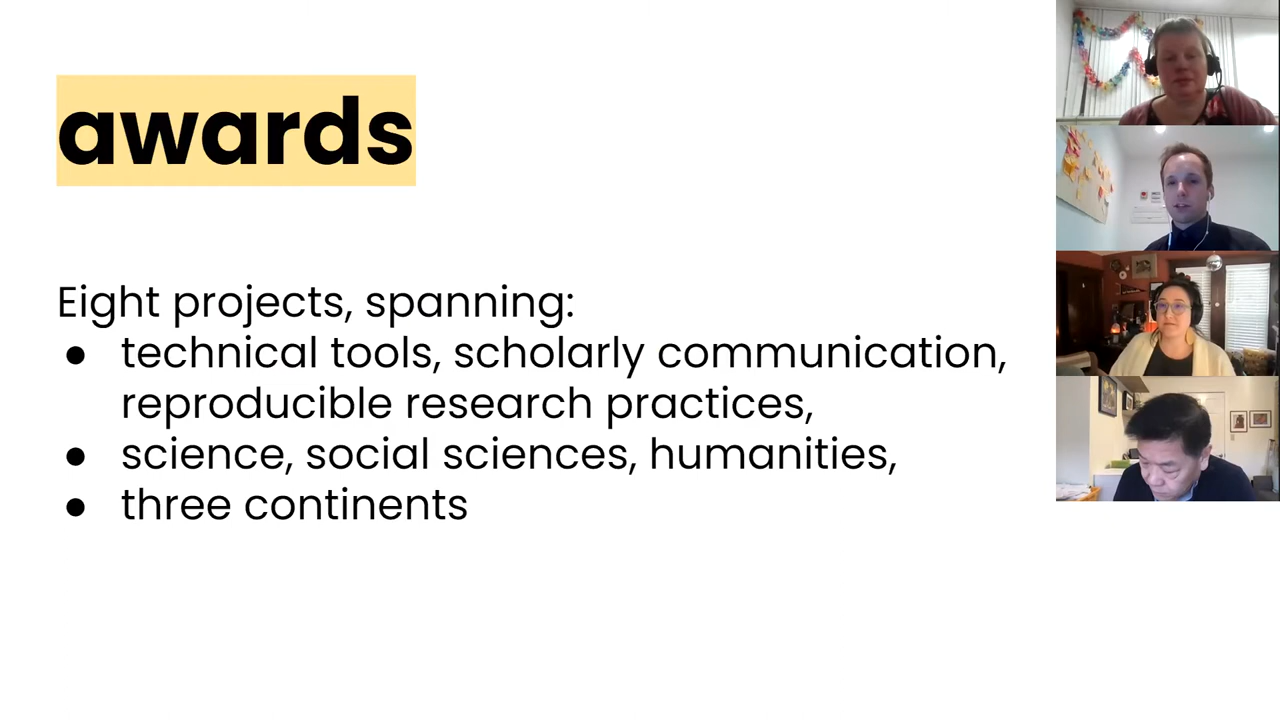 awards
Eight projects, spanning:
● technical tools, scholarly communication,
reproducible research practices,
● science, social sciences, humanities,
● three continents